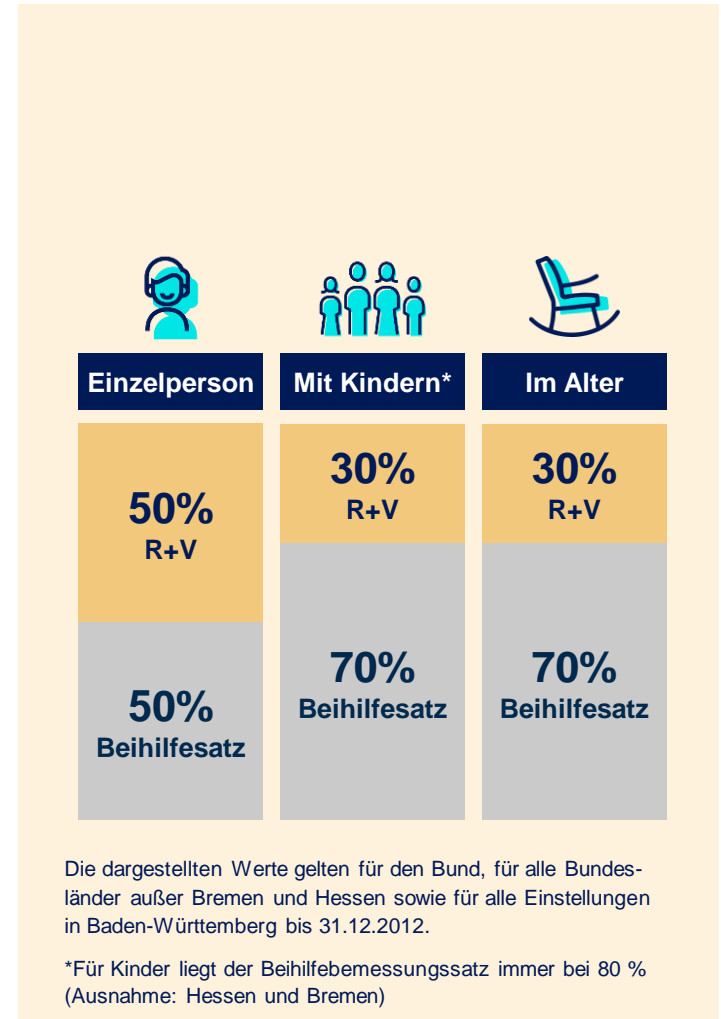 Einzelperson
Mit Kindern*
Im Alter
50%
R+V
30%
R+V
30%
R+V
50%
Beihilfesatz
70%
Beihilfesatz
70%
Beihilfesatz
Die dargestellten Werte gelten für den Bund, für alle Bundes-
länder außer Bremen und Hessen sowie für alle Einstellungen
in Baden-Württemberg bis 31.12.2012.
*Für Kinder liegt der Beihilfebemessungssatz immer bei 80 %
(Ausnahme: Hessen und Bremen)